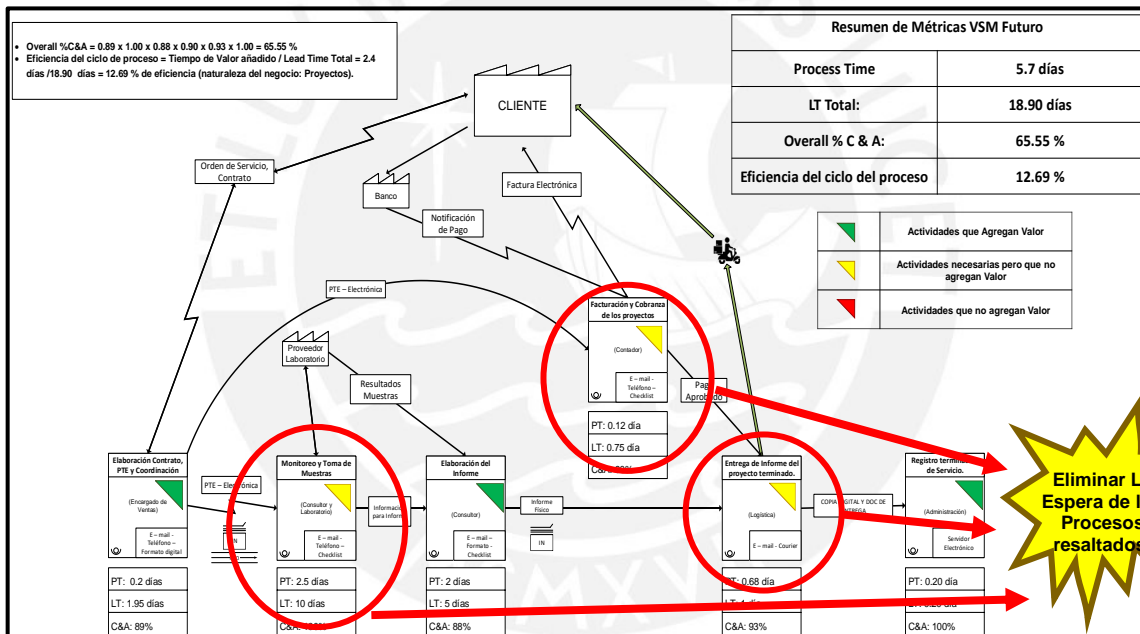 • Overall %C&A = 0.89 x 1.00 x 0.88 x 0.90 x 0.93 x 1.00 = 65.55 %
• Eficiencia del ciclo de proceso = Tiempo de Valor añadido / Lead Time Total = 2.4
días /18.90 días = 12.69 % de eficiencia (naturaleza del negocio: Proyectos).
Resumen de Métricas VSM Futuro
Process Time 5.7 días
LT Total: 18.90 días
Overall % C & A: 65.55 %
Eficiencia del ciclo del proceso 12.69 %
Actividades que Agregan Valor
Actividades necesarias pero que no
agregan Valor
Actividades que no agregan Valor
CLIENTE
Orden de Servicio,
Contrato
Banco
Factura Electrónica
Notificación
de Pago
PTE – Electrónica
Proveedor
Laboratorio
Resultados
Muestras
Facturación y Cobranza
de los proyectos
(Contador)
E – mail -
Teléfono –
Checklist
PT: 0.12 día
LT: 0.75 día
Aprobado
Elaboración Contrato,
PTE y Coordinación
(Encargado de
Ventas)
E – mail -
Teléfono –
Formato digital
PT: 0.2 días
LT: 1.95 días
C&A: 89%
PTE – Electrónica
IN
Monitoreo y Toma de
Muestras
(Consultor y
Laboratorio)
E – mail -
Teléfono –
Checklist
PT: 2.5 días
LT: 10 días
Información
para Informe
Elaboración del
Informe
(Consultor)
E – mail –
Formato -
Checklist
PT: 2 días
LT: 5 días
C&A: 88%
Informe
Físico
IN
Entrega de Informe del
proyecto terminado.
(Logística)
E – mail - Courier
PT: 0.68 día
C&A: 93%
COPIA DIGITAL Y DOC DE
Registro
de Servicio.
(Administración)
Servidor
Electrónico
PT: 0.20 día
C&A: 100%
Eliminar
Espera de
Procesos